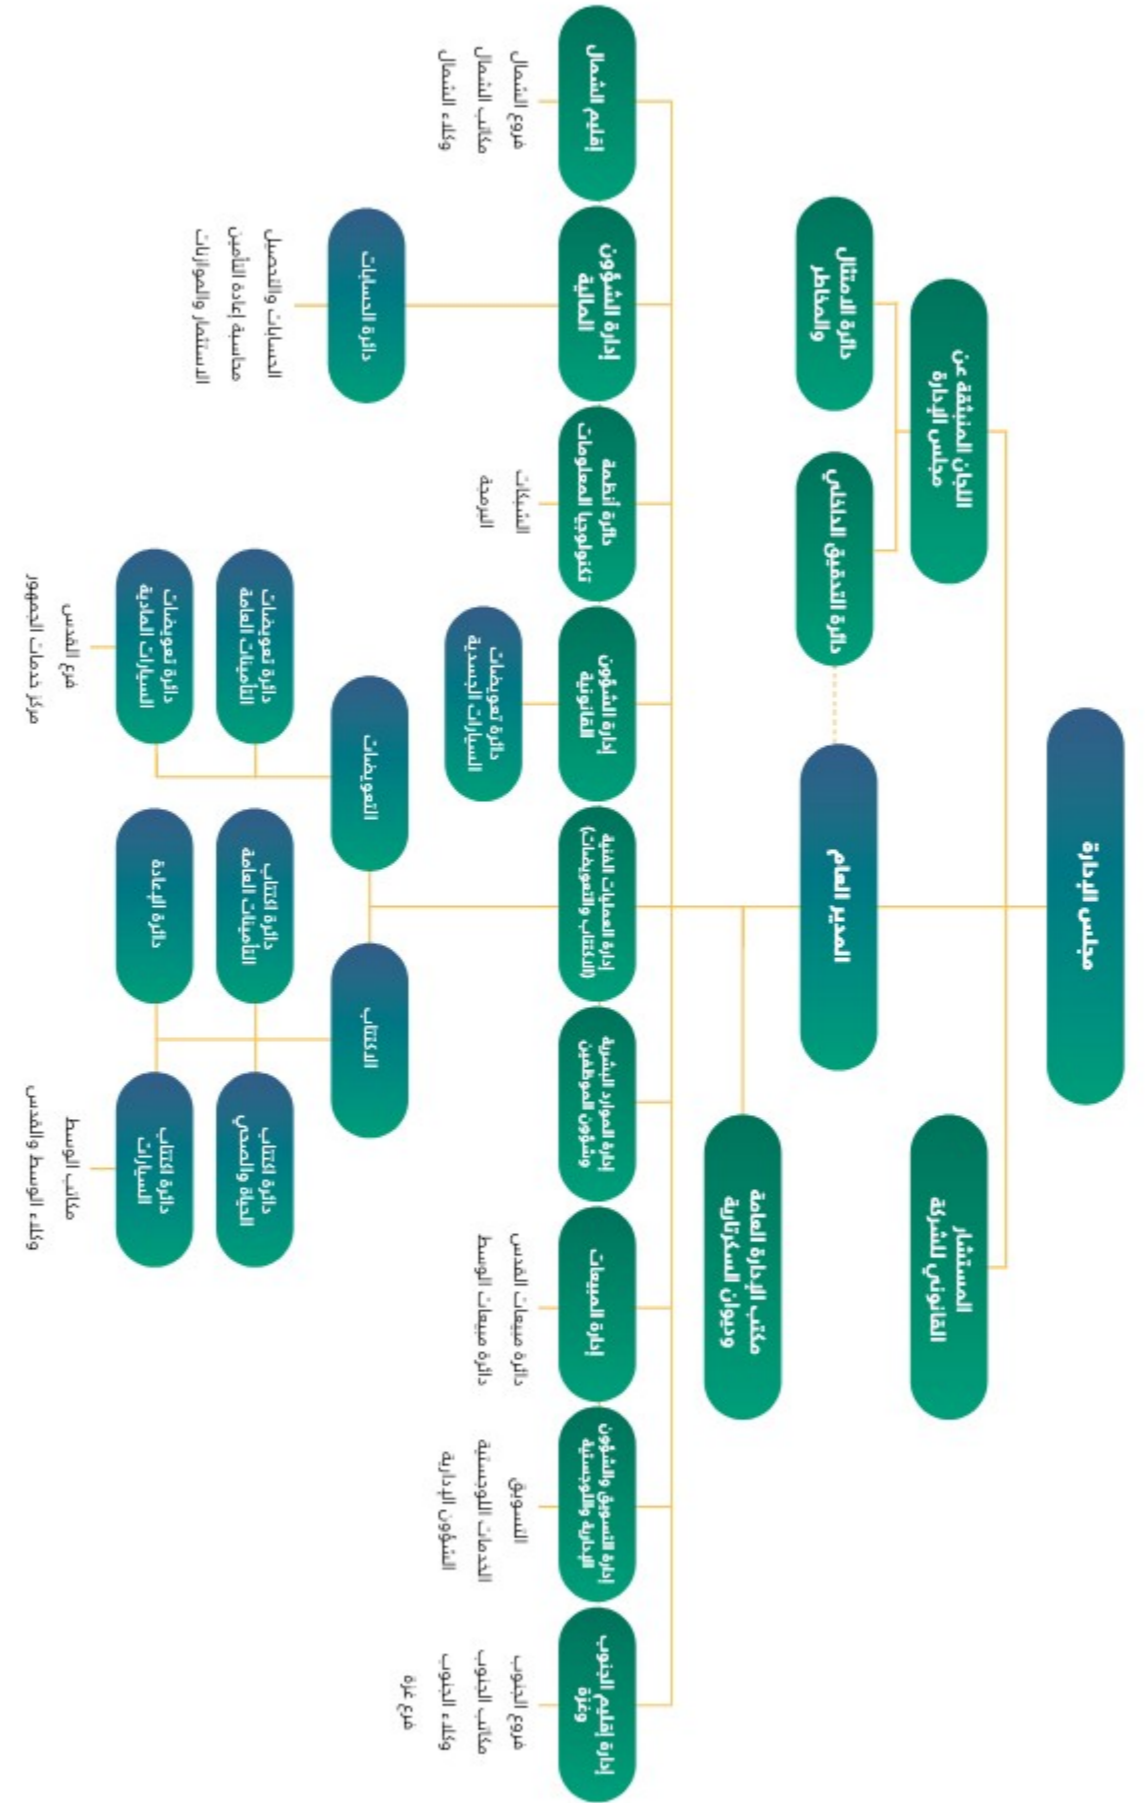 مجلس الإدارة
المستشار
القانوني للشركة
اللجان المنبثقة عن
مجلس الإدارة
دائرة التدقيق الداخلي
دائرة الامتثال
والمخاطر
المدير العام
مكتب الإدارة العامة
وديوان السكرتارية
إدارة إقليم الجنوب
وغزة
فروع الجنوب
مكاتب الجنوب
وكلاء الجنوب
فرع غزة
إدارة التسويق والشؤون
الإدارية واللوجستية
التسويق
الخدمات اللوجستية
الشؤون الإدارية
إدارة المبيعات
دائرة مبيعات القدس
دائرة مبيعات الوسط
إدارة الموارد البشرية
وشؤون الموظفين
إدارة العمليات الفنية
(الاكتتاب والتعويضات)
إدارة الشؤون
القانونية
دائرة تعويضات
السيارات الجسدية
دائرة أنظمة
تكنولوجيا المعلومات
الشبكات
البرمجة
إدارة الشؤون
المالية
دائرة الحسابات
الحسابات والتحصيل
محاسبة إعادة التأمين
الاستثمار والموازنات
إقليم الشمال
فروع الشمال
مكاتب الشمال
وكلاء الشمال
الاكتتاب
التعويضات
دائرة اكتتاب
الحياة والصحي
دائرة اكتتاب
التأمينات العامة
دائرة تعويضات
التأمينات العامة
دائرة اكتتاب
السيارات
مكاتب الوسط
وكلاء الوسط والقدس
دائرة الإعادة
دائرة تعويضات
السيارات المادية
فرع القدس
مركز خدمات الجمهور